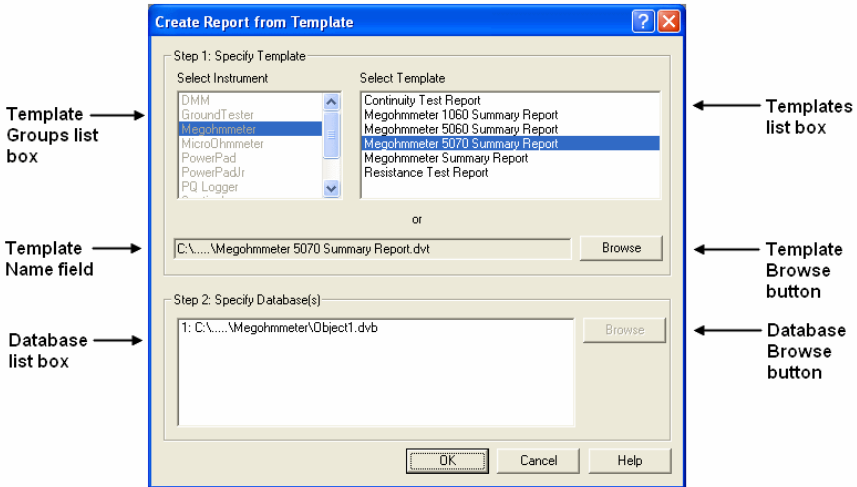 Create Report from Template
Step 1: Specify Template
Select Instrument
Select Template
DMM
GroundTester
Megohmmeter
MicroOhmmeter
PowerPad
PowerPadJr
PQ Logger
Continuity Test Report
Megohmmeter 1060 Summary Report
Megohmmeter 5060 Summary Report
Megohmmeter 5070 Summary Report
Megohmmeter Summary Report
Resistance Test Report
or
C:\.....\Megohmmeter 5070 Summary Report.dvt
Browse
Step 2: Specify Database(s)
1: C:\.....\Megohmmeter\Object1.dvb
Browse
OK
Cancel
Help
Template
Groups list
box
Template
Name field
Database
list box
Templates
list box
Template
Browse
button
Database
Browse
button